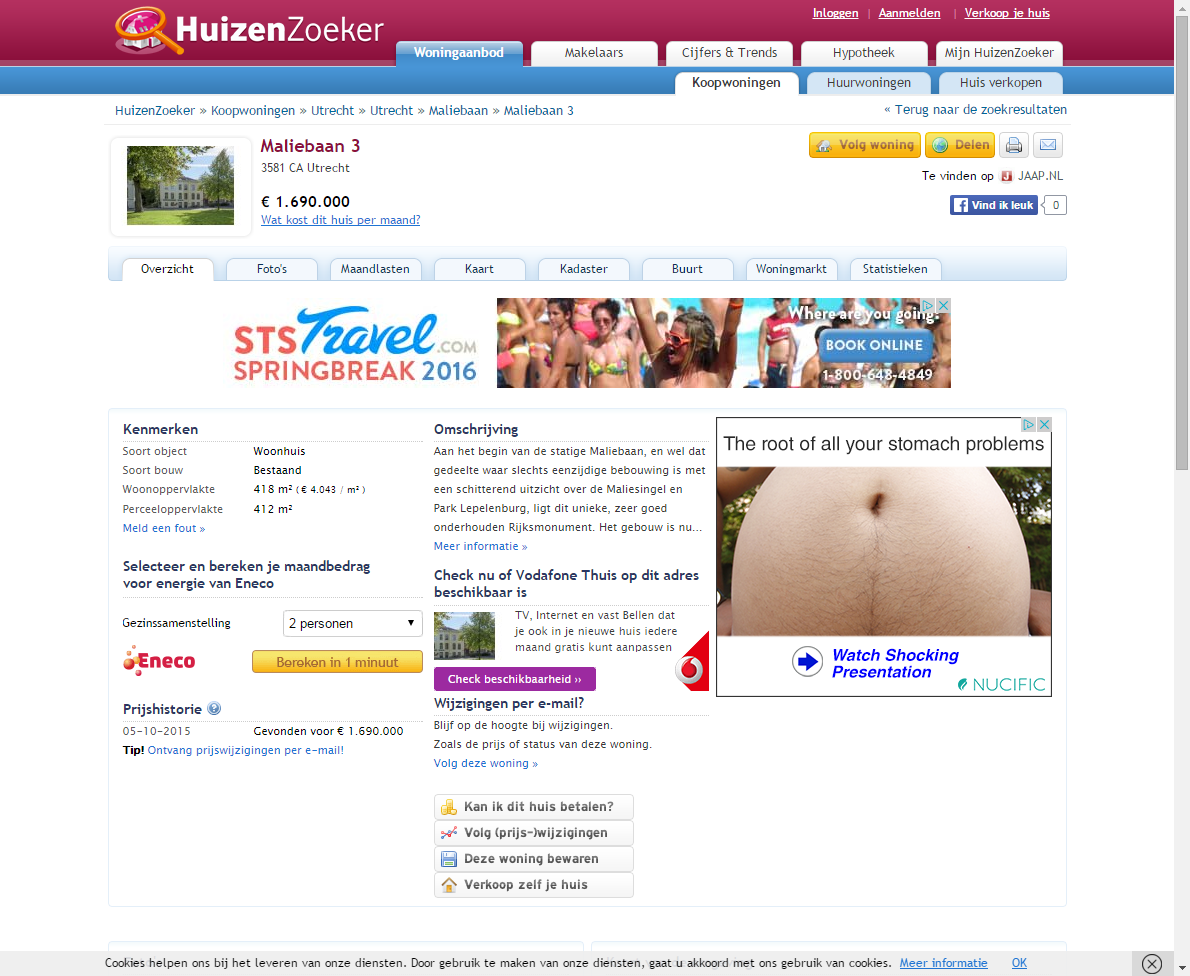 Inloggen | Aanmelden | Verkoop je huis
HuizenZoeker
Woningaanbod
Makelaars
Cijfers & Trends
Hypotheek
Mijn HuizenZoeker
Koopwoningen
Huurwoningen
Huis verkopen
HuizenZoeker » Koopwoningen » Utrecht » Utrecht » Maliebaan » Maliebaan 3
« Terug naar de zoekresultaten
Maliebaan 3
3581 CA Utrecht
€ 1.690.000
Wat kost dit huis per maand?
Volg woning
Delen
Te vinden op JAAP.NL
Vind ik leuk
0
Overzicht
Foto's
Maandlasten
Kaart
Kadaster
Buurt
Woningmarkt
Statistieken
STSTravel.COM
SPRINGBREAK 2016
Where are you going?
BOOK ONLINE
1-800-648-4849
Kenmerken
Soort object Woonhuis
Soort bouw Bestaand
Woonoppervlakte 418 m² ( € 4.043 / m² )
Perceeloppervlakte 412 m²
Meld een fout »
Selecteer en bereken je maandbedrag
voor energie van Eneco
Gezinssamenstelling 2 personen
Eneco
Bereken in 1 minuut
Prijshistorie ?
05-10-2015 Gevonden voor € 1.690.000
Tip! Ontvang prijswijzigingen per e-mail!
Omschrijving
Aan het begin van de statige Maliebaan, en wel dat
gedeelte waar slechts eenzijdige bebouwing is met
een schitterend uitzicht over de Maliesingel en
Park Lepelenburg, ligt dit unieke, zeer goed
onderhouden Rijksmonument. Het gebouw is nu...
Meer informatie »
Check nu of Vodafone Thuis op dit adres
beschikbaar is
TV, Internet en vast Bellen dat
je ook in je nieuwe huis iedere
maand gratis kunt aanpassen
Check beschikbaarheid ››
Wijzigingen per e-mail?
Blijf op de hoogte bij wijzigingen.
Zoals de prijs of status van deze woning.
Volg deze woning »
Kan ik dit huis betalen?
Volg (prijs-)wijzigingen
Deze woning bewaren
Verkoop zelf je huis
The root of all your stomach problems
Watch Shocking
Presentation
NUCIFIC
Cookies helpen ons bij het leveren van onze diensten. Door gebruik te maken van onze diensten, gaat u akkoord met ons gebruik van cookies. Meer informatie OK